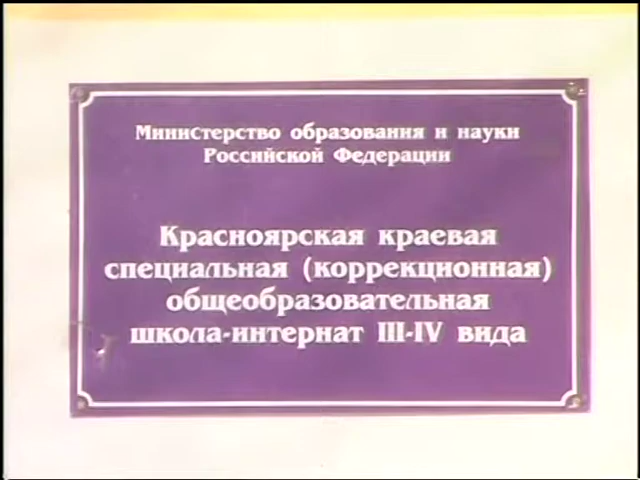 Министерство образования и науки
Российской Федерации
Красноярская краевая
специальная (коррекционная)
общеобразовательная
школа-интернат III-IV вида